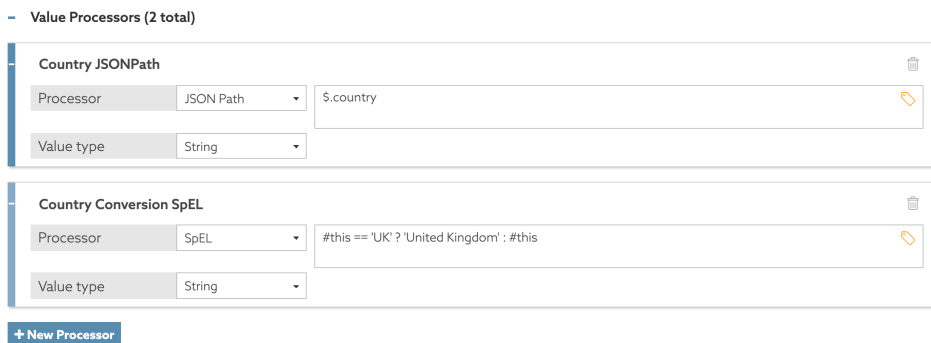 − Value Processors (2 total)
Country JSONPath
Processor JSON Path $.country
Value type String
Country Conversion SpEL
Processor SpEL #this == 'UK' ? 'United Kingdom' : #this
Value type String
+ New Processor